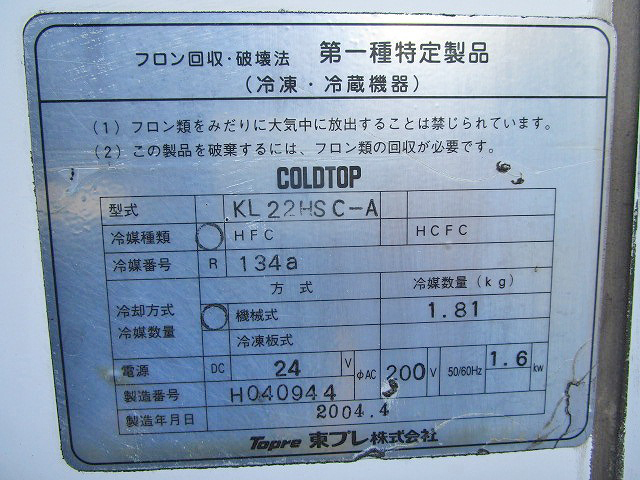 フロン回収・破壊法 第一種特定製品
(冷凍・冷蔵機器)
(1) フロン類をみだりに大気中に放出することは禁じられています。
(2) この製品を破棄するには、フロン類の回収が必要です。
COLDTOP
型式 KL22HSC-A
冷媒種類 HFC HCFC
冷媒番号 R 134a
方式 冷媒数量(kg)
冷却方式 機械式 1.81
冷媒数量 冷凍板式
電源 DC 24 V φAC 200 V 50/60Hz 1.6 kW
製造番号 H040944
製造年月日 2004.4
Topre 東プレ株式会社